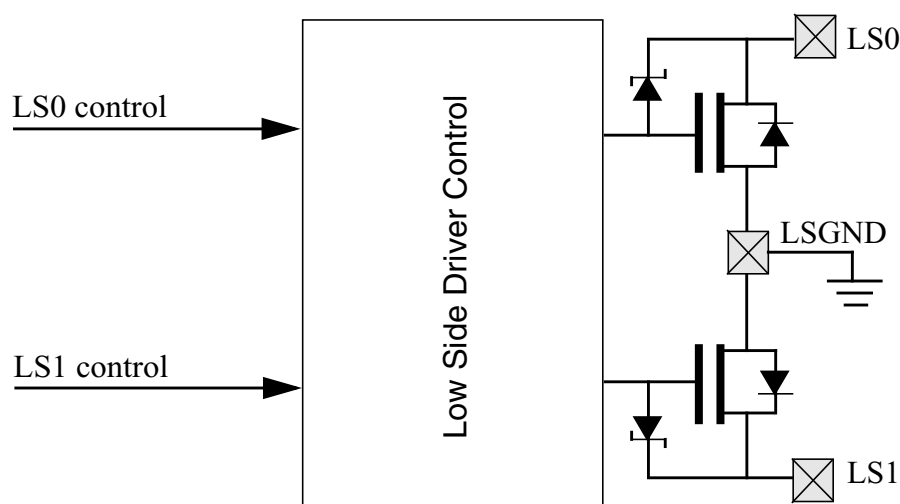 LS0
LS0 control
Low Side Driver Control
LSGND
LS1 control
LS1